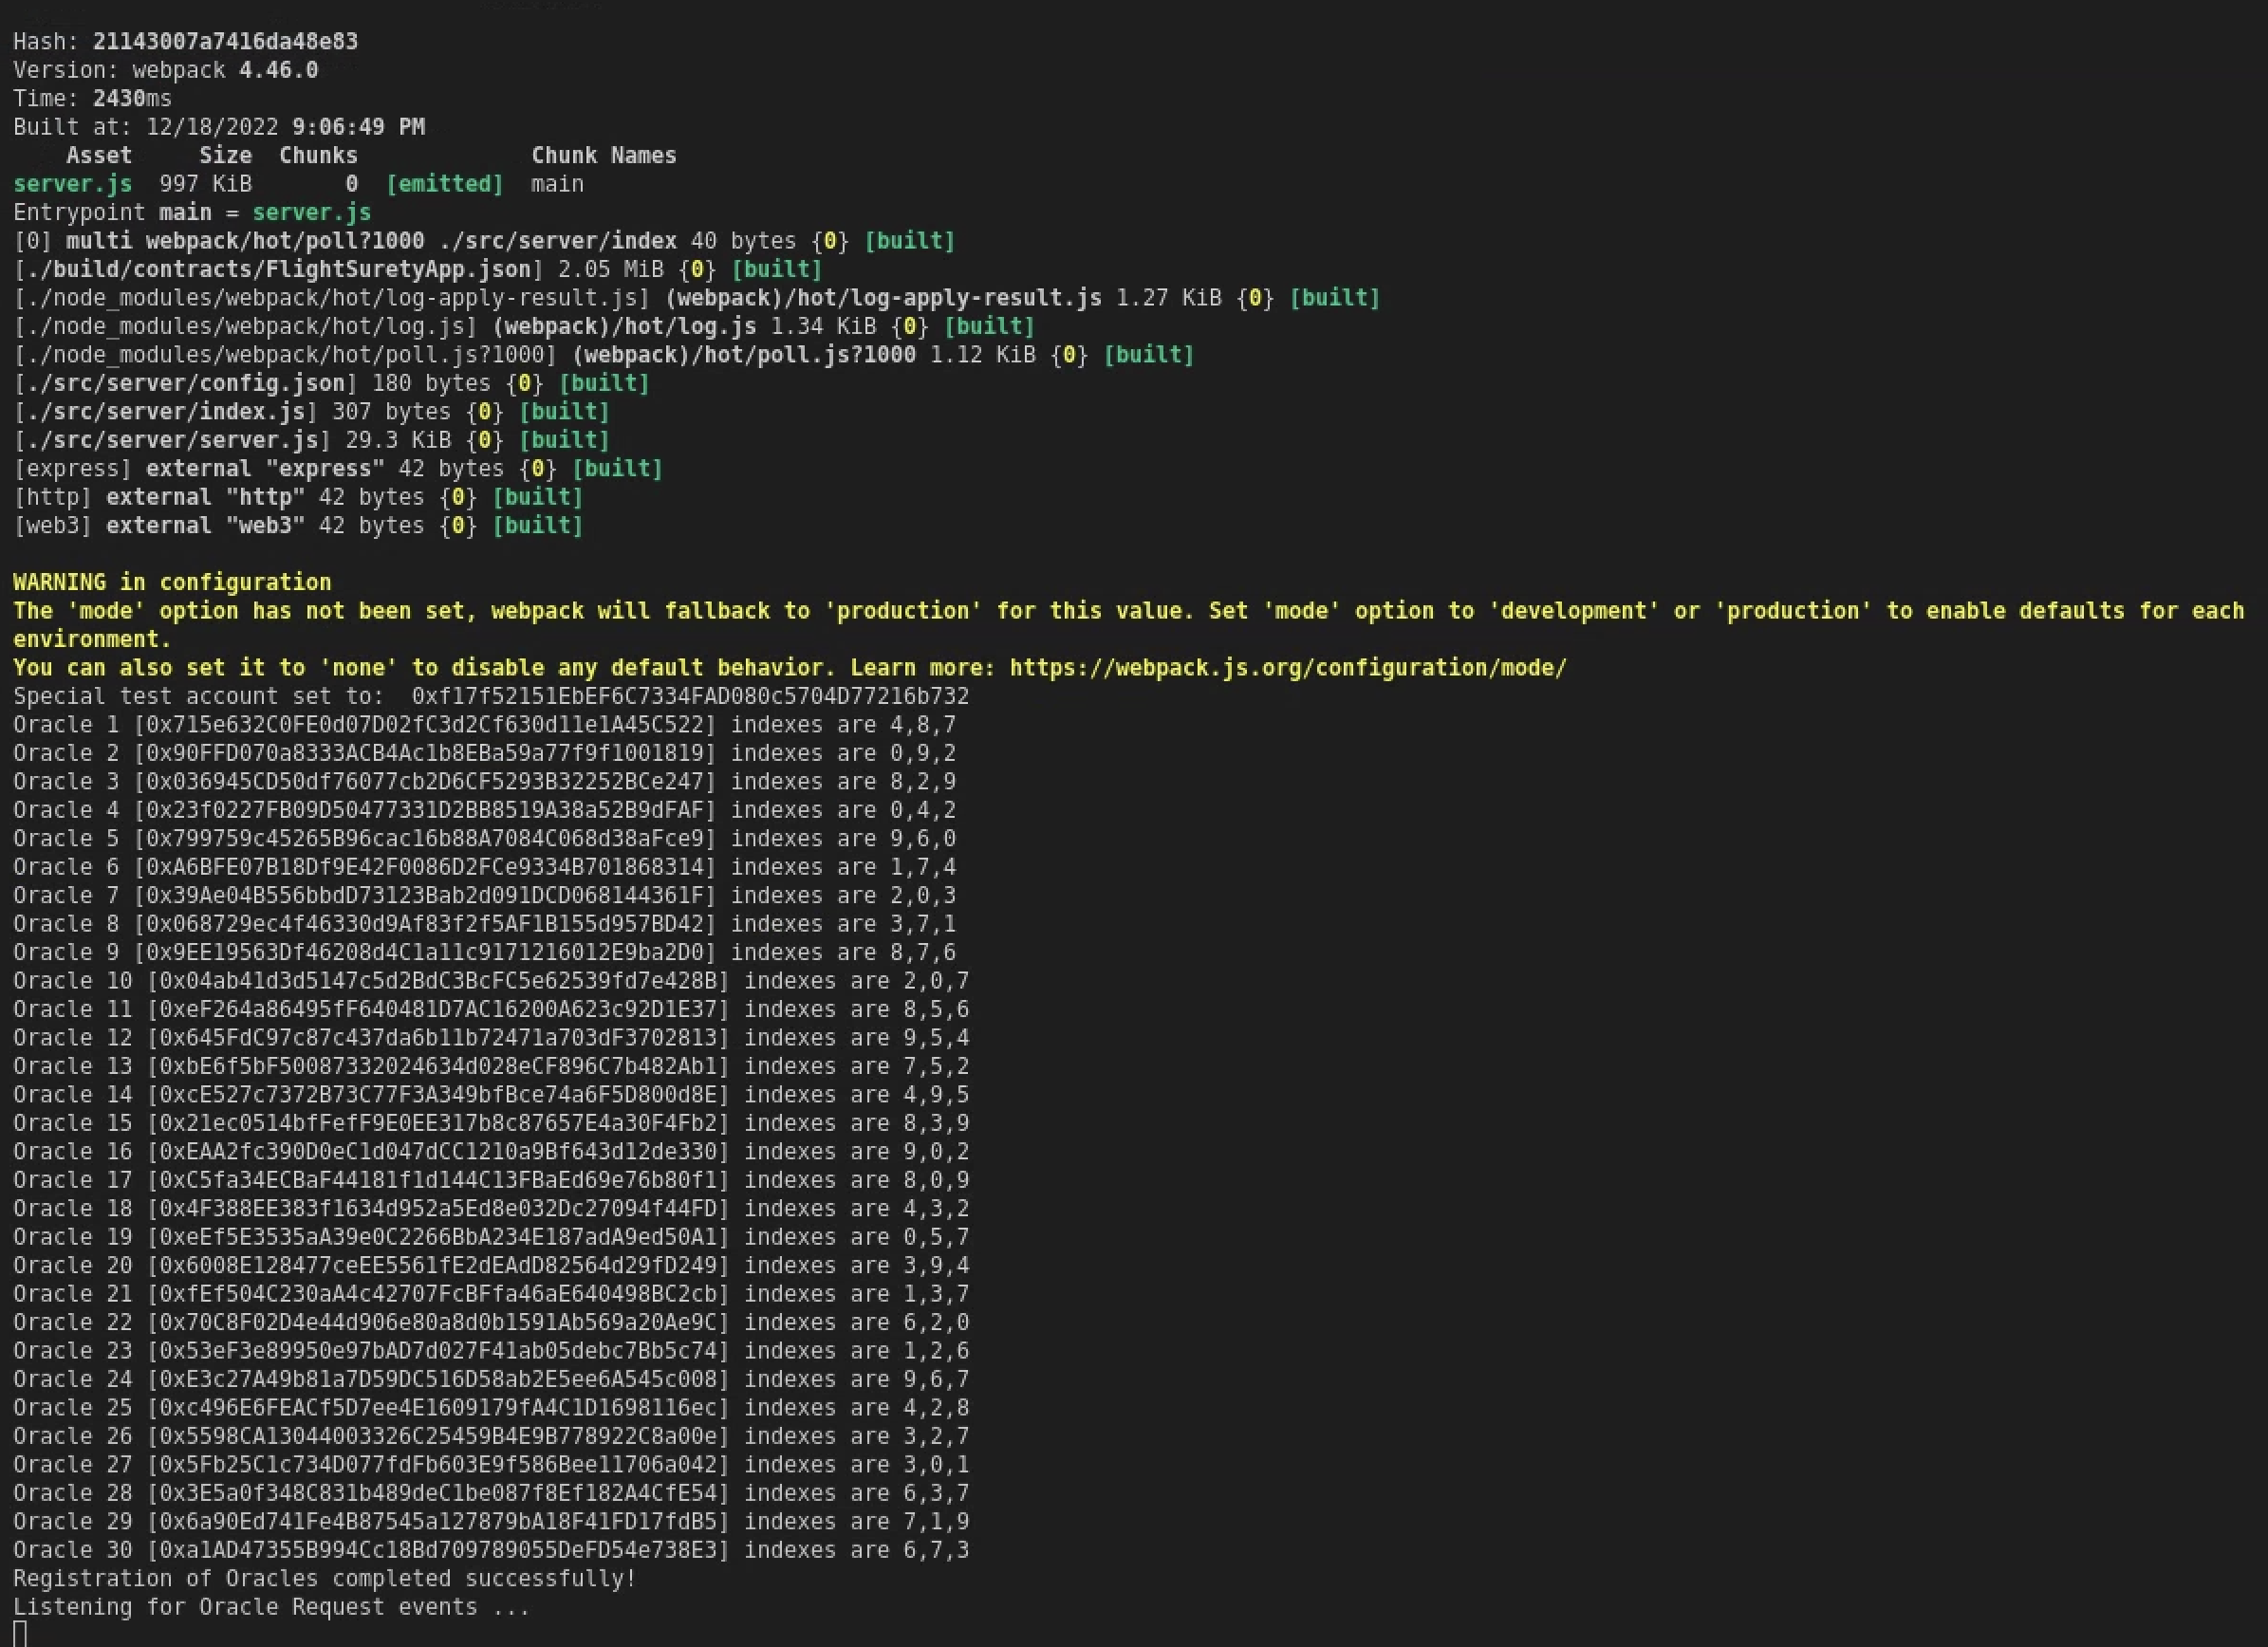 Hash: 21143007a7416da48e83
Version: webpack 4.46.0
Time: 2430ms
Built at: 12/18/2022 9:06:49 PM
    Asset     Size  Chunks             Chunk Names
server.js  997 KiB       0  [emitted]  main
Entrypoint main = server.js
[0] multi webpack/hot/poll?1000 ./src/server/index 40 bytes {0} [built]
[./build/contracts/FlightSuretyApp.json] 2.05 MiB {0} [built]
[./node_modules/webpack/hot/log-apply-result.js] (webpack)/hot/log-apply-result.js 1.27 KiB {0} [built]
[./node_modules/webpack/hot/log.js] (webpack)/hot/log.js 1.34 KiB {0} [built]
[./node_modules/webpack/hot/poll.js?1000] (webpack)/hot/poll.js?1000 1.12 KiB {0} [built]
[./src/server/config.json] 180 bytes {0} [built]
[./src/server/index.js] 307 bytes {0} [built]
[./src/server/server.js] 29.3 KiB {0} [built]
[express] external "express" 42 bytes {0} [built]
[http] external "http" 42 bytes {0} [built]
[web3] external "web3" 42 bytes {0} [built]
WARNING in configuration
The 'mode' option has not been set, webpack will fallback to 'production' for this value. Set 'mode' option to 'development' or 'production' to enable defaults for each
environment.
You can also set it to 'none' to disable any default behavior. Learn more: https://webpack.js.org/configuration/mode/
Special test account set to:  0xf17f52151EbEF6C7334FAD080c5704D77216b732
Oracle 1 [0x715e632C0FE0d07D02fC3d2Cf630d11e1A45C522] indexes are 4,8,7
Oracle 2 [0x90FFD070a8333ACB4Ac1b8EBa59a77f9f1001819] indexes are 0,9,2
Oracle 3 [0x036945CD50df76077cb2D6CF5293B32252BCe247] indexes are 8,2,9
Oracle 4 [0x23f0227FB09D50477331D2BB8519A38a52B9dFAF] indexes are 0,4,2
Oracle 5 [0x799759c45265B96cac16b88A7084C068d38aFce9] indexes are 9,6,0
Oracle 6 [0xA6BFE07B18Df9E42F0086D2FCe9334B701868314] indexes are 1,7,4
Oracle 7 [0x39Ae04B556bbdD73123Bab2d091DCD068144361F] indexes are 2,0,3
Oracle 8 [0x068729ec4f46330d9Af83f2f5AF1B155d957BD42] indexes are 3,7,1
Oracle 9 [0x9EE19563Df46208d4C1a11c9171216012E9ba2D0] indexes are 8,7,6
Oracle 10 [0x04ab41d3d5147c5d2BdC3BcFC5e62539fd7e428B] indexes are 2,0,7
Oracle 11 [0xeF264a86495fF640481D7AC16200A623c92D1E37] indexes are 8,5,6
Oracle 12 [0x645FdC97c87c437da6b11b72471a703dF3702813] indexes are 9,5,4
Oracle 13 [0xbE6f5bF50087332024634d028eCF896C7b482Ab1] indexes are 7,5,2
Oracle 14 [0xcE527c7372B73C77F3A349bfBce74a6F5D800d8E] indexes are 4,9,5
Oracle 15 [0x21ec0514bfFefF9E0EE317b8c87657E4a30F4Fb2] indexes are 8,3,9
Oracle 16 [0xEAA2fc390D0eC1d047dCC1210a9Bf643d12de330] indexes are 9,0,2
Oracle 17 [0xC5fa34ECBaF44181f1d144C13FBaEd69e76b80f1] indexes are 8,0,9
Oracle 18 [0x4F388EE383f1634d952a5Ed8e032Dc27094f44FD] indexes are 4,3,2
Oracle 19 [0xeEf5E3535aA39e0C2266BbA234E187adA9ed50A1] indexes are 0,5,7
Oracle 20 [0x6008E128477ceEE5561fE2dEAdD82564d29fD249] indexes are 3,9,4
Oracle 21 [0xfEf504C230aA4c42707FcBFfa46aE640498BC2cb] indexes are 1,3,7
Oracle 22 [0x70C8F02D4e44d906e80a8d0b1591Ab569a20Ae9C] indexes are 6,2,0
Oracle 23 [0x53eF3e89950e97bAD7d027F41ab05debc7Bb5c74] indexes are 1,2,6
Oracle 24 [0xE3c27A49b81a7D59DC516D58ab2E5ee6A545c008] indexes are 9,6,7
Oracle 25 [0xc496E6FEACf5D7ee4E1609179fA4C1D1698116ec] indexes are 4,2,8
Oracle 26 [0x5598CA13044003326C25459B4E9B778922C8a00e] indexes are 3,2,7
Oracle 27 [0x5Fb25C1c734D077fdFb603E9f586Bee11706a042] indexes are 3,0,1
Oracle 28 [0x3E5a0f348C831b489deC1be087f8Ef182A4CfE54] indexes are 6,3,7
Oracle 29 [0x6a90Ed741Fe4B87545a127879bA18F41FD17fdB5] indexes are 7,1,9
Oracle 30 [0xa1AD47355B994Cc18Bd709789055DeFD54e738E3] indexes are 6,7,3
Registration of Oracles completed successfully!
Listening for Oracle Request events ...